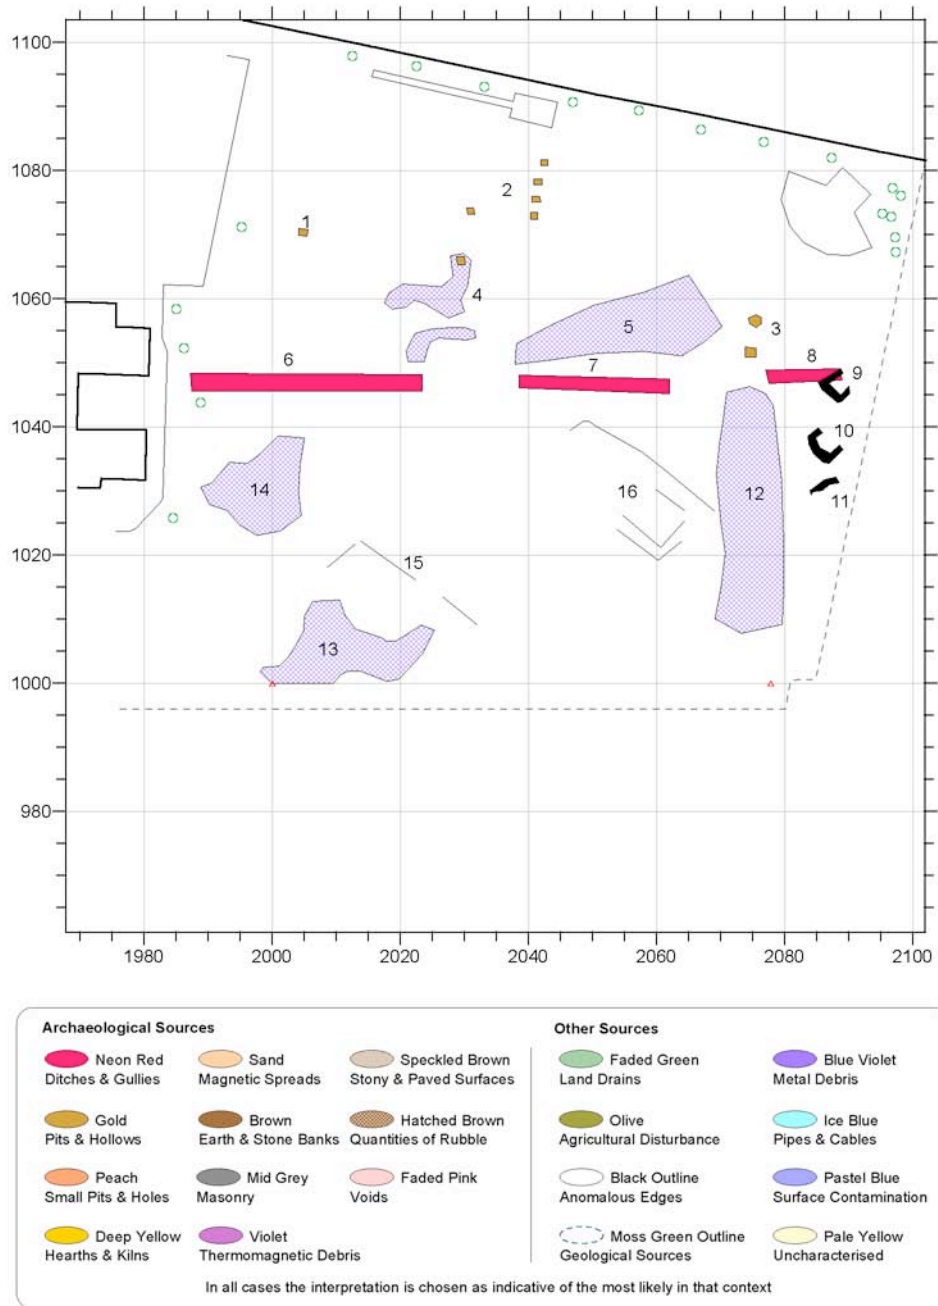 1100
1080
2
1
1060
4
5
3
6
7
8
9
1040
10
14
16
12
11
1020
15
13
1000
980
1980 2000 2020 2040 2060 2080 2100
Archaeological Sources
Other Sources
Neon Red Sand Speckled Brown Faded Green Blue Violet
Ditches & Gullies Magnetic Spreads Stony & Paved Surfaces Land Drains Metal Debris
Gold Brown Hatched Brown Olive Ice Blue
Pits & Hollows Earth & Stone Banks Quantities of Rubble Agricultural Disturbance Pipes & Cables
Peach Mid Grey Faded Pink Black Outline Pastel Blue
Small Pits & Holes Masonry Voids Anomalous Edges Surface Contamination
Deep Yellow Violet Moss Green Outline Pale Yellow
Hearths & Kilns Thermomagnetic Debris Geological Sources Uncharacterised
In all cases the interpretation is chosen as indicative of the most likely in that context